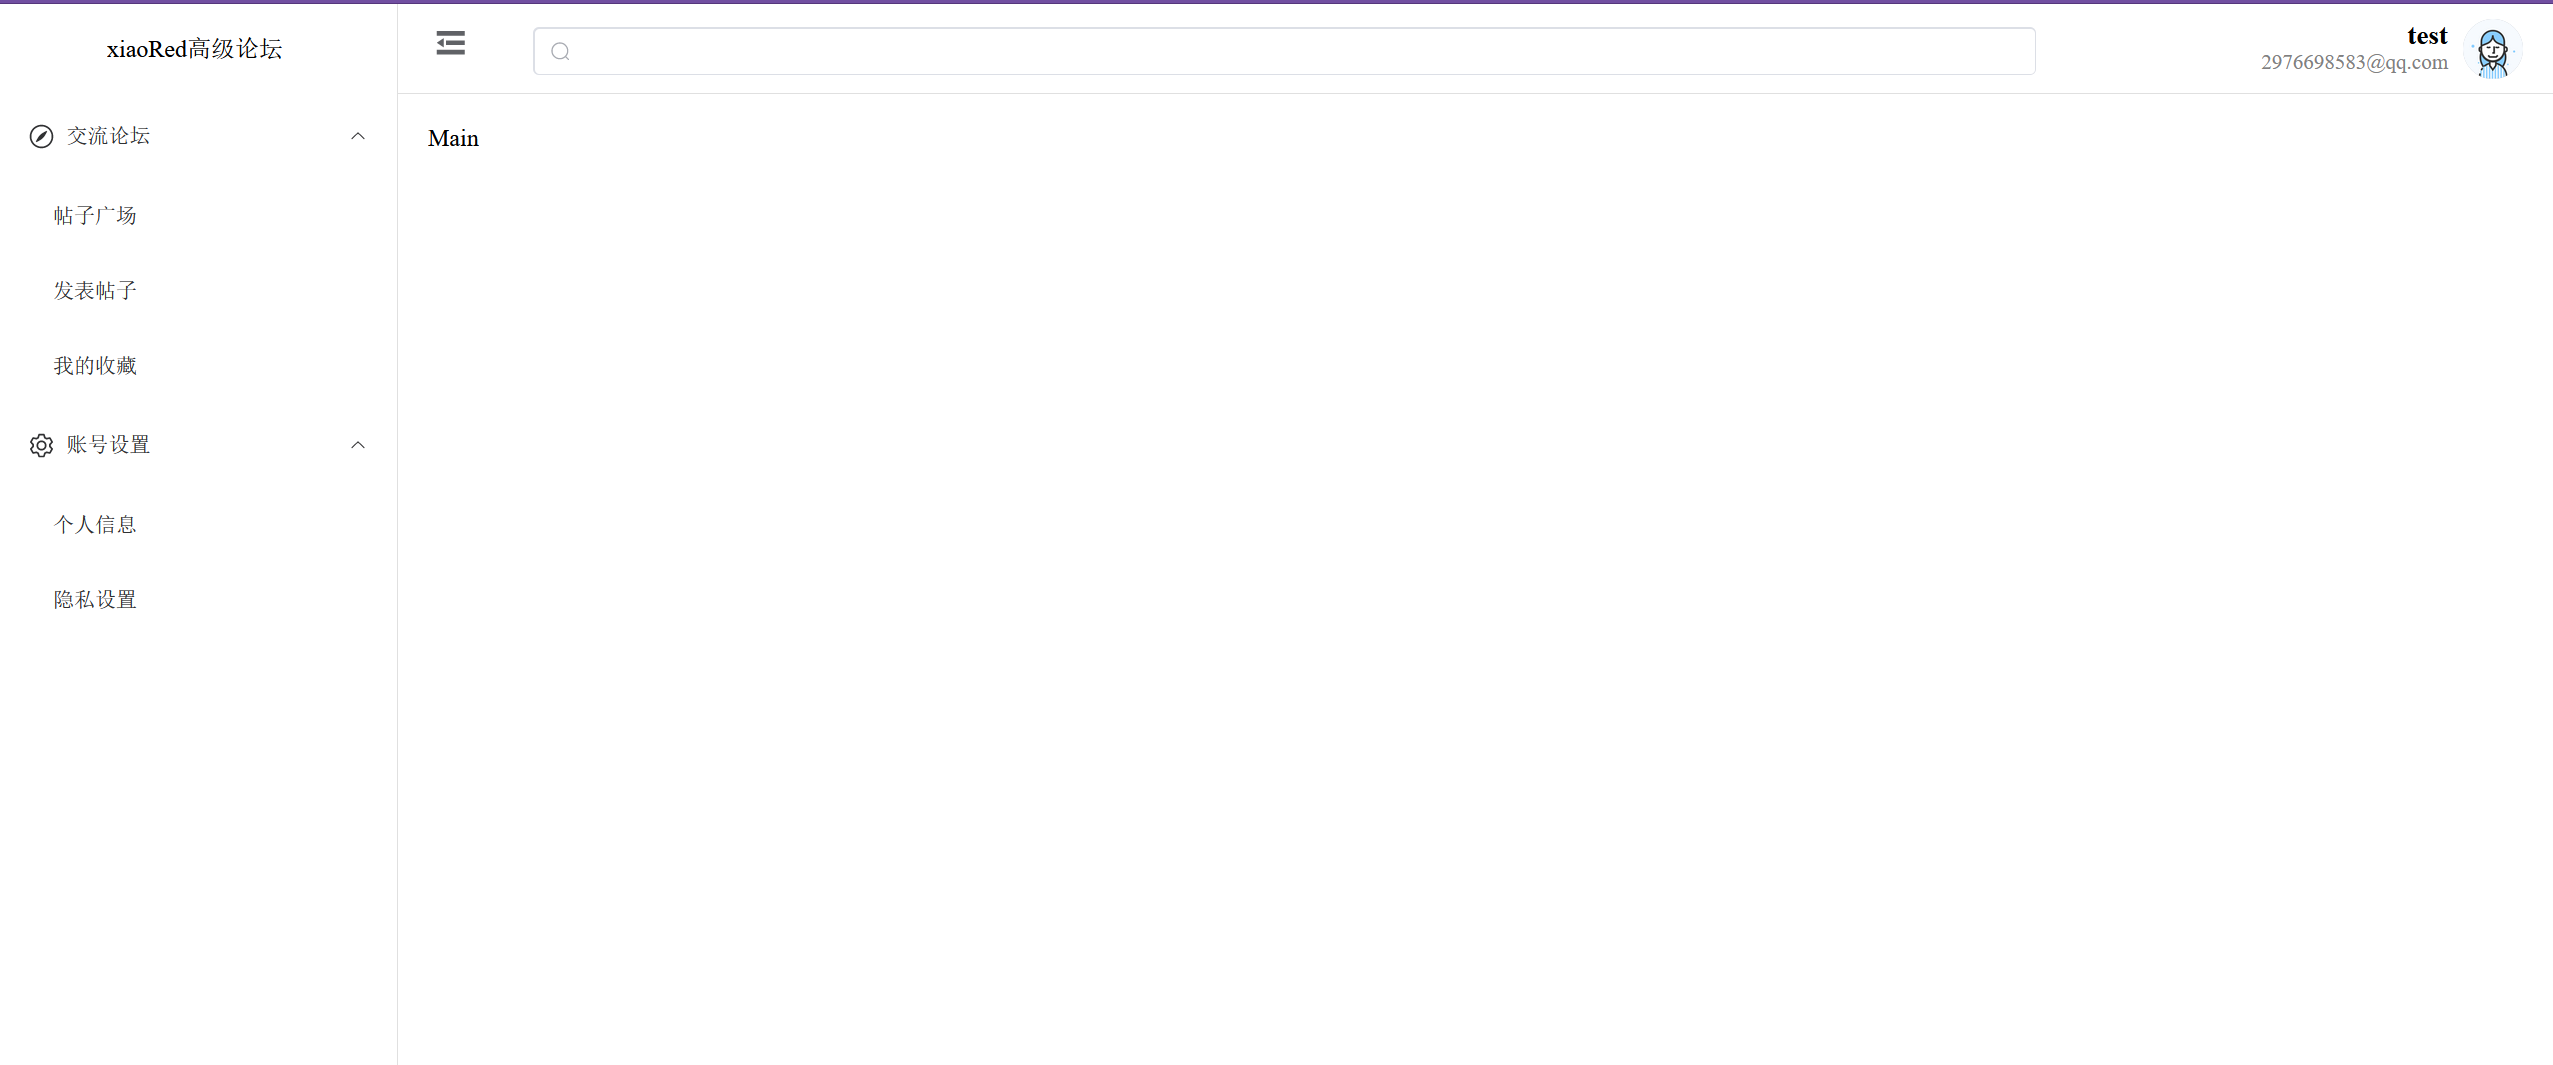 xiaoRed高级论坛
交流论坛
帖子广场
发表帖子
我的收藏
账号设置
个人信息
隐私设置
test
2976698583@qq.com
Main